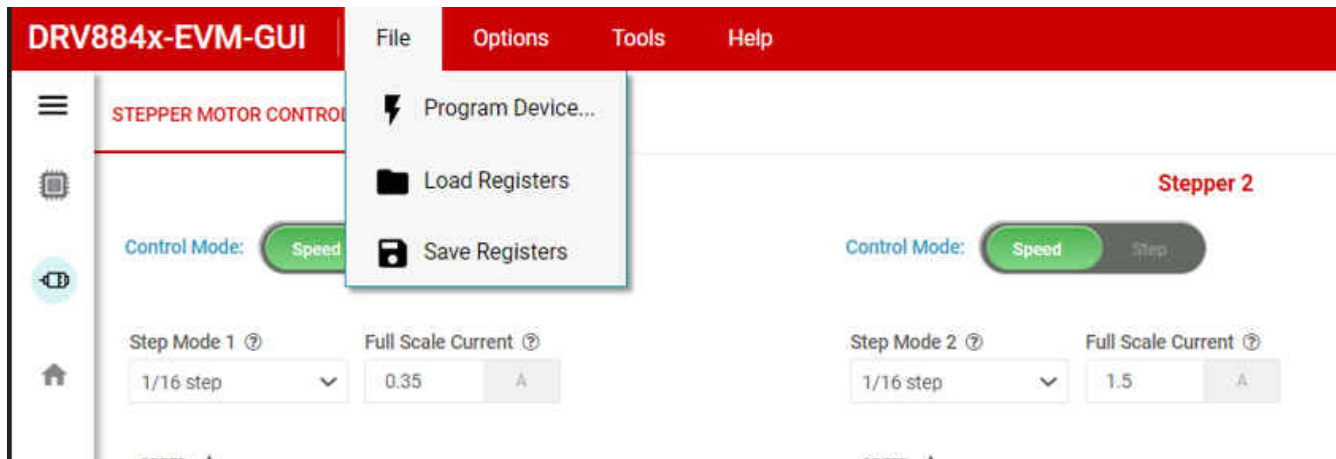 DRV884x-EVM-GUI File Options Tools Help
Program Device...
STEPPER MOTOR CONTROL
Load Registers
Stepper 2
Save Registers
Control Mode: Speed
Control Mode: Speed Step
Step Mode 1 Full Scale Current
Step Mode 2 Full Scale Current
1/16 step 0.35 A
1/16 step 1.5 A